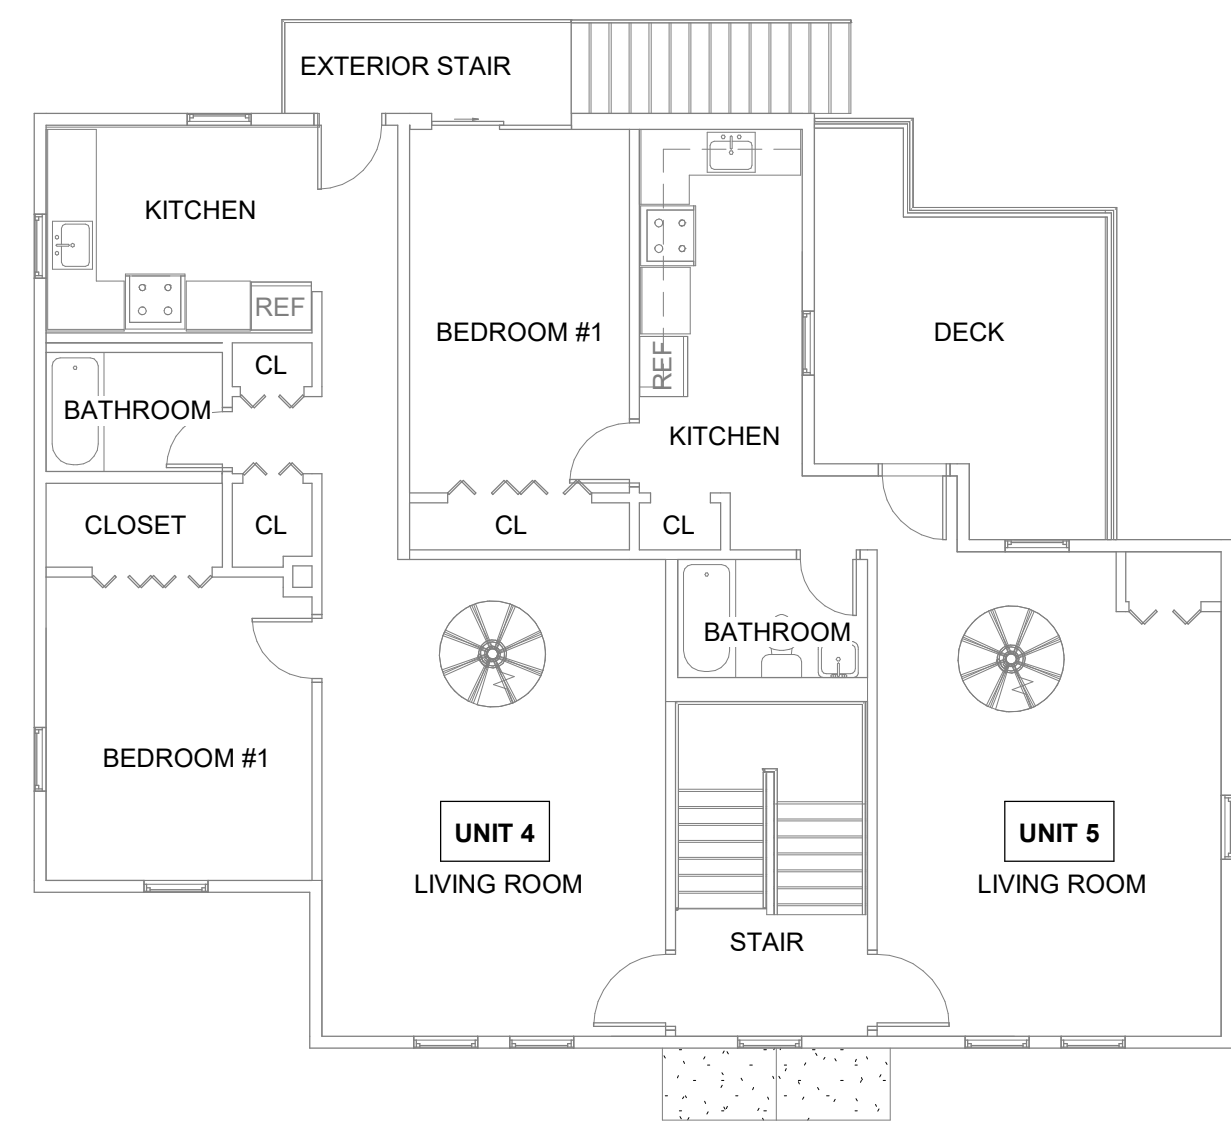 EXTERIOR STAIR
KITCHEN
REF
BEDROOM #1
DECK
CL
REF
BATHROOM
KITCHEN
CLOSET
CL
CL
CL
BATHROOM
BEDROOM #1
UNIT 4
LIVING ROOM
UNIT 5
LIVING ROOM
STAIR